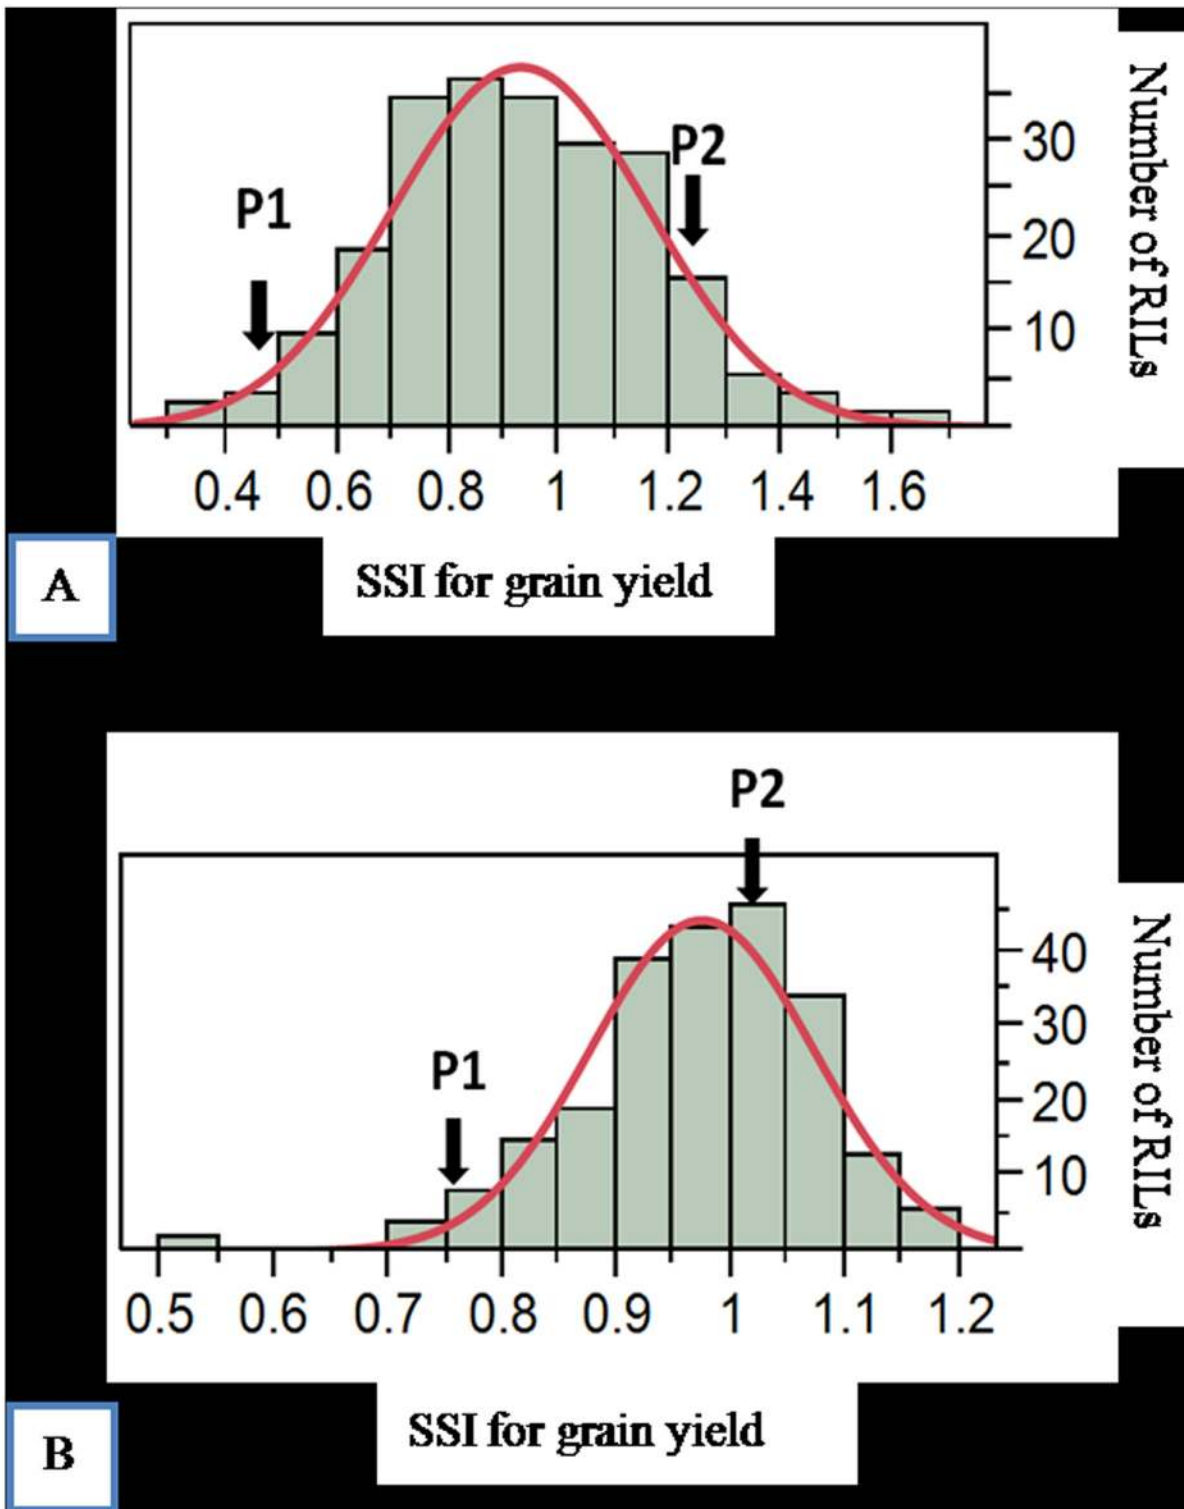 P1
P2
30
20
10
Number of RILs
0.4 0.6 0.8 1 1.2 1.4 1.6
SSI for grain yield
A
P2
P1
40
30
20
10
Number of RILs
0.5 0.6 0.7 0.8 0.9 1 1.1 1.2
SSI for grain yield
B